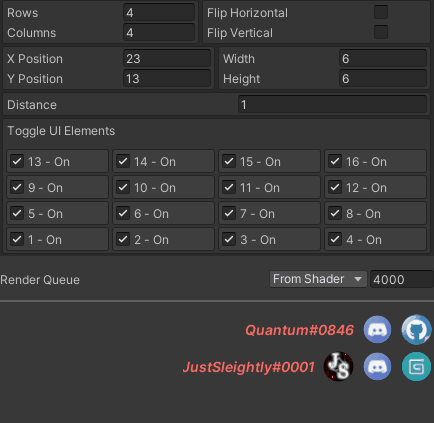 Rows 4 Flip Horizontal
Columns 4 Flip Vertical
X Position 23 Width 6
Y Position 13 Height 6
Distance 1
Toggle UI Elements
13 - On 14 - On 15 - On 16 - On
9 - On 10 - On 11 - On 12 - On
5 - On 6 - On 7 - On 8 - On
1 - On 2 - On 3 - On 4 - On
Render Queue From Shader 4000
Quantum#0846
JustSleightly#0001 JS